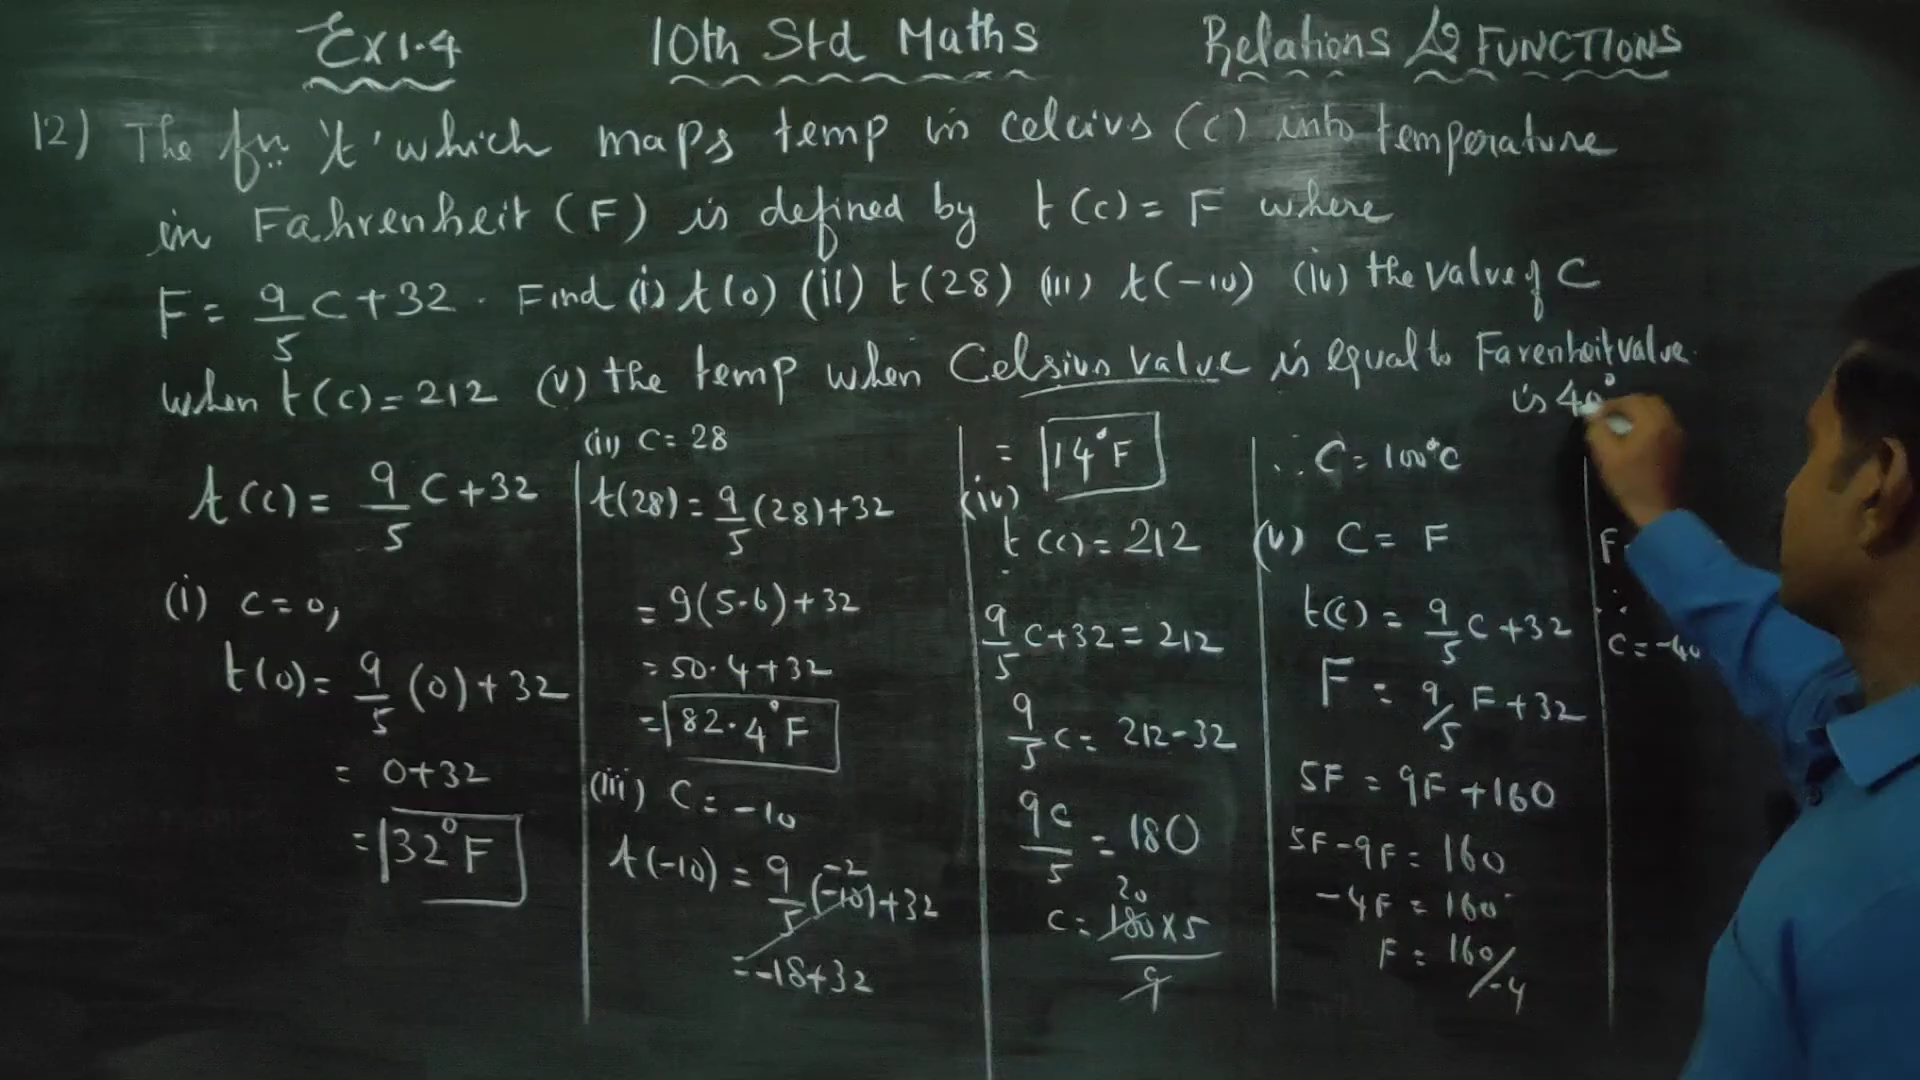 Ex 1.4 10th Std Maths Relations & FUNCTIONS
12) The fn: 't' which maps temp in celcius (C) into temperature
in Fahrenheit (F) is defined by t(c) = F where
F = 9/5 C + 32. Find (i) t(0) (ii) t(28) (iii) t(-10) (iv) the value of C
when t(c) = 212 (v) the temp when Celsius value is equal to Farenheit value.
is 40°
t(c) = 9/5 C + 32
(i) c = 0,
t(0) = 9/5 (0) + 32
= 0 + 32
= 32°F
(ii) C = 28
t(28) = 9/5 (28) + 32
= 9(5.6) + 32
= 50.4 + 32
= 82.4°F
(iii) C = -10
t(-10) = 9/5 (-10) + 32 -2
= -18 + 32
= 14°F
(iv)
t(c) = 212
9/5 C + 32 = 212
9/5 C = 212 - 32
9C/5 = 180
20
C = 180 × 5 / 9
∴ C = 100°C
(v) C = F
t(C) = 9/5 C + 32
F = 9/5 F + 32
5F = 9F + 160
5F - 9F = 160
-4F = 160
F = 160/-4
F
∴
C = -40